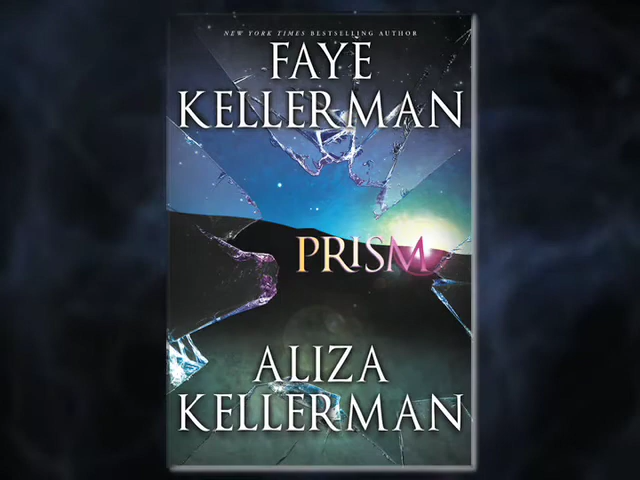 NEW YORK TIMES BESTSELLING AUTHOR
FAYE
KELLERMAN
PRISM
ALIZA
KELLERMAN